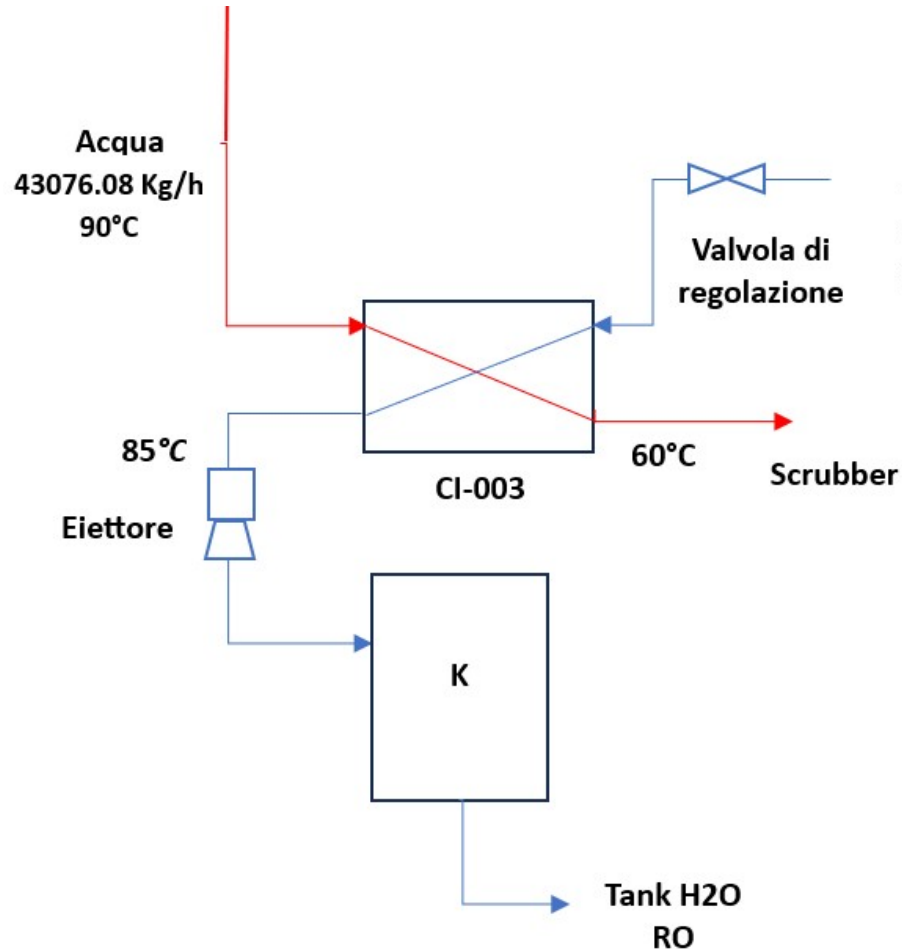 Acqua
43076.08 Kg/h
90°C
Valvola di
regolazione
85°C
60°C
Scrubber
CI-003
Eiettore
K
Tank H2O
RO